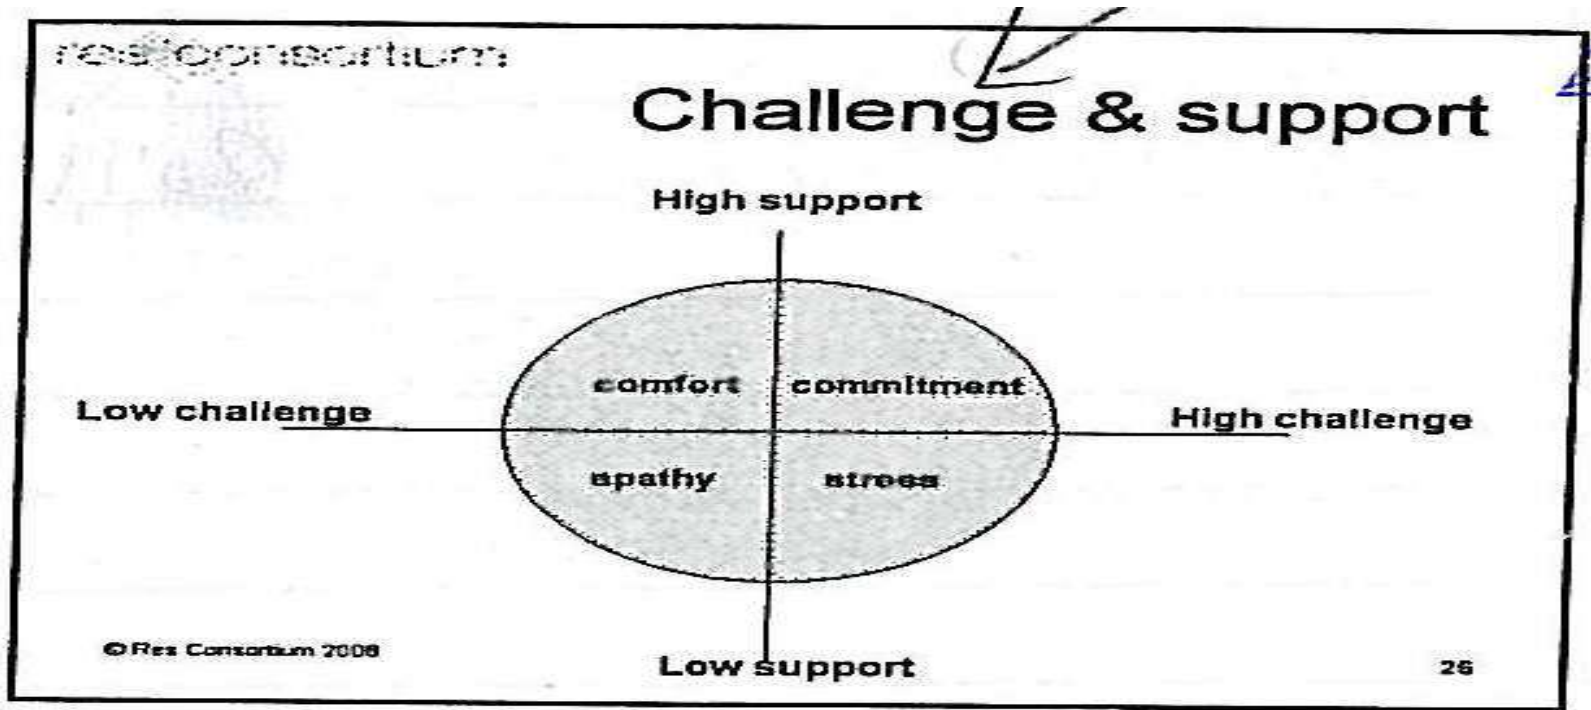 res consortium
Challenge & support
High support
comfort commitment
Low challenge
High challenge
apathy stress
© Res Consortium 2008
Low support
26